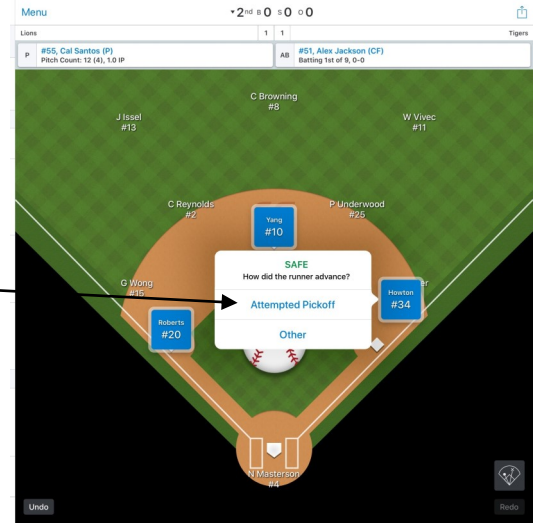 Menu
▼2nd B 0 S 0 O 0
Lions 1 1 Tigers
P #55, Cal Santos (P)
Pitch Count: 12 (4), 1.0 IP
AB #51, Alex Jackson (CF)
Batting 1st of 9, 0-0
C Browning
#8
J Issel
#13
W Vivec
#11
C Reynolds
#2
P Underwood
#25
Yang
#10
SAFE
How did the runner advance?
Attempted Pickoff
Other
G Wong
#15
er
Howton
#34
Roberts
#20
N Masterson
#4
Undo
Redo